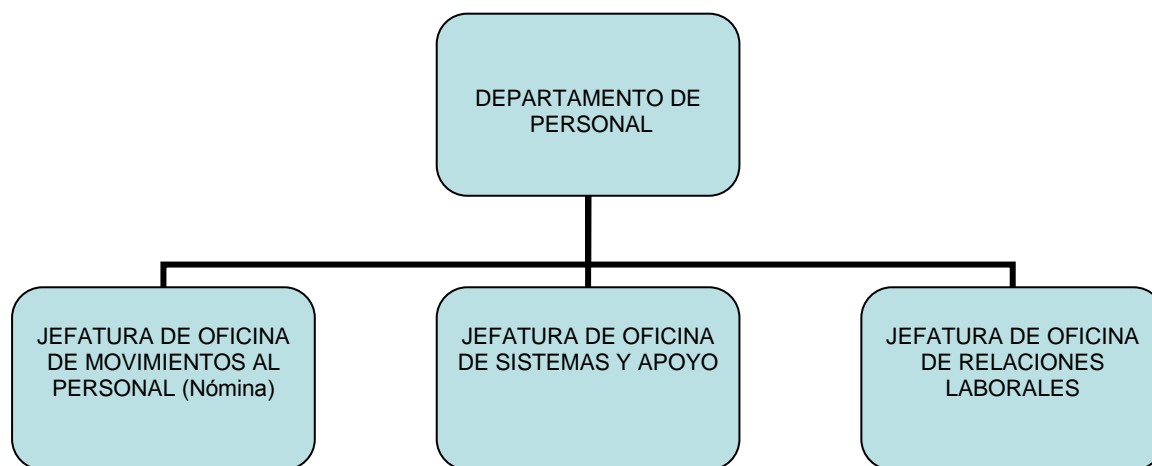 DEPARTAMENTO DE
PERSONAL
JEFATURA DE OFICINA
DE MOVIMIENTOS AL
PERSONAL (Nómina)
JEFATURA DE OFICINA
DE SISTEMAS Y APOYO
JEFATURA DE OFICINA
DE RELACIONES
LABORALES